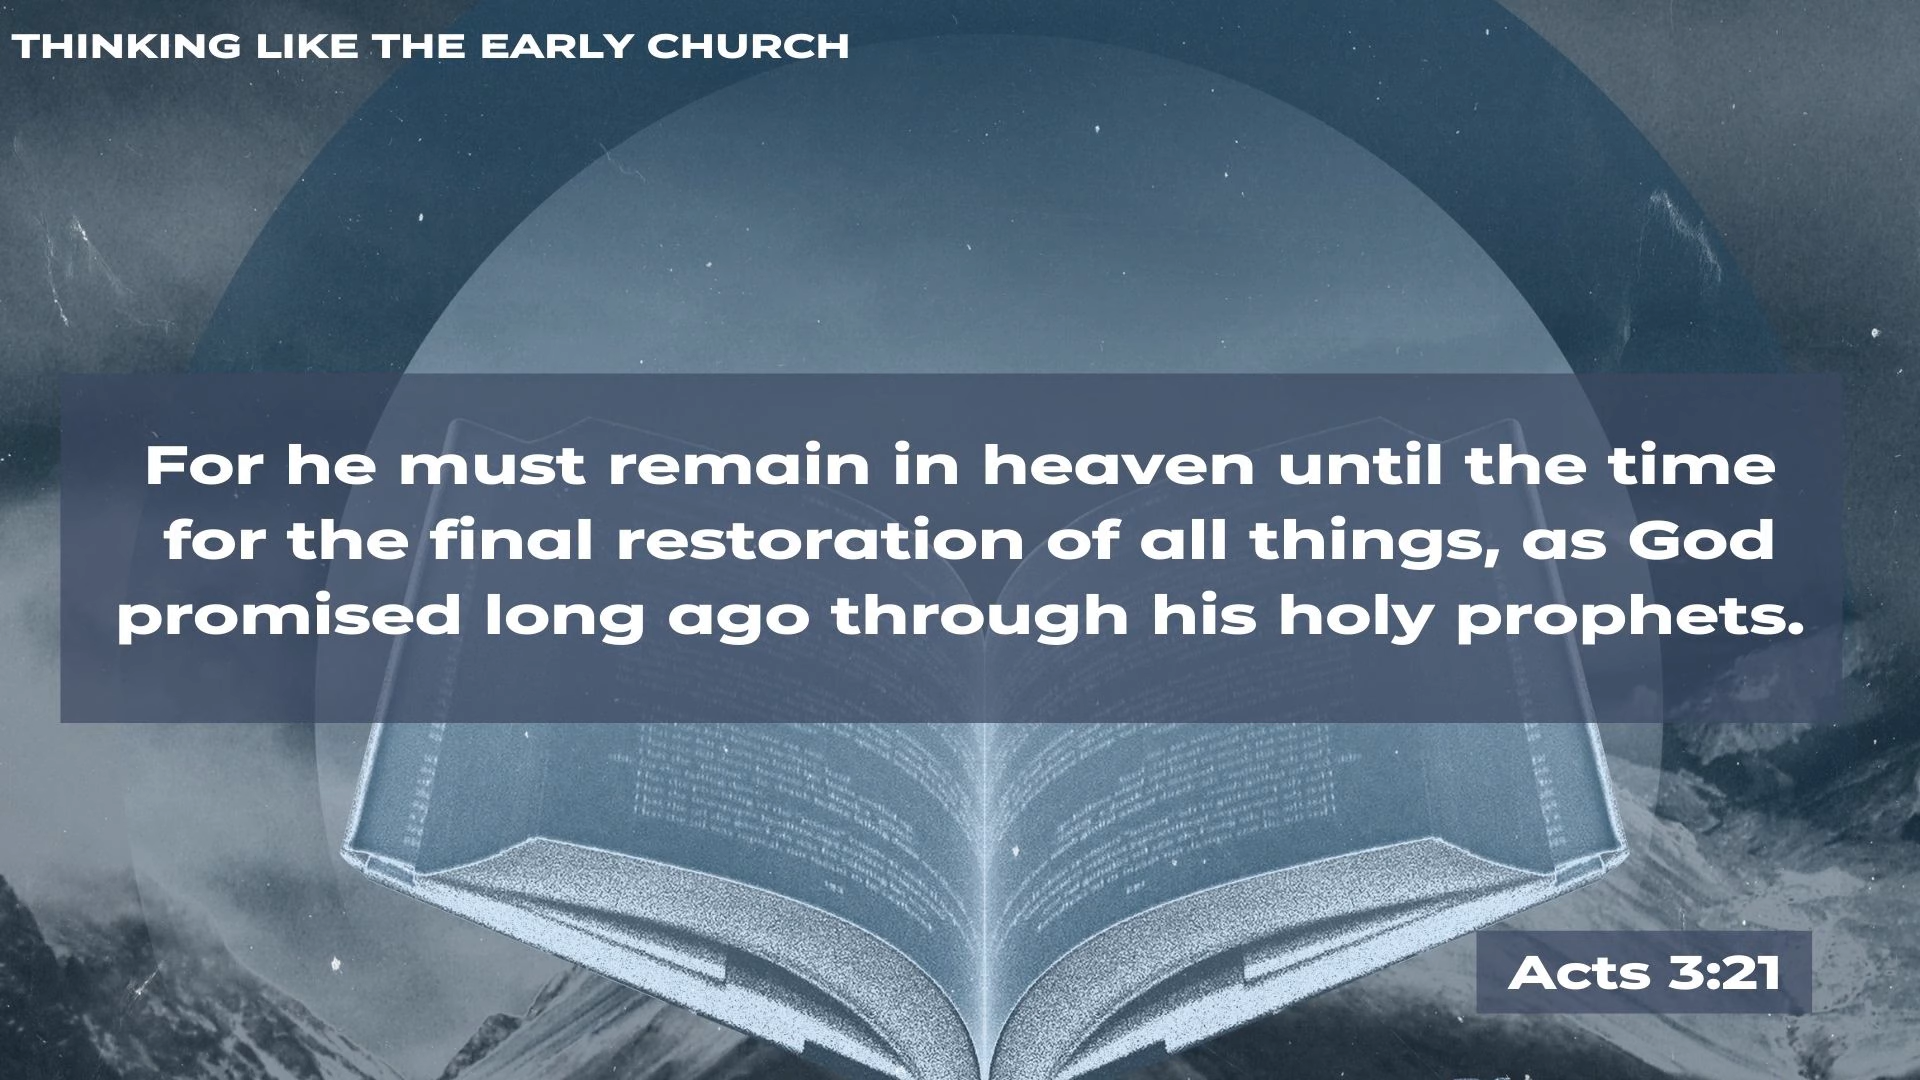 THINKING LIKE THE EARLY CHURCH
For he must remain in heaven until the time
for the final restoration of all things, as God
promised long ago through his holy prophets.
Acts 3:21